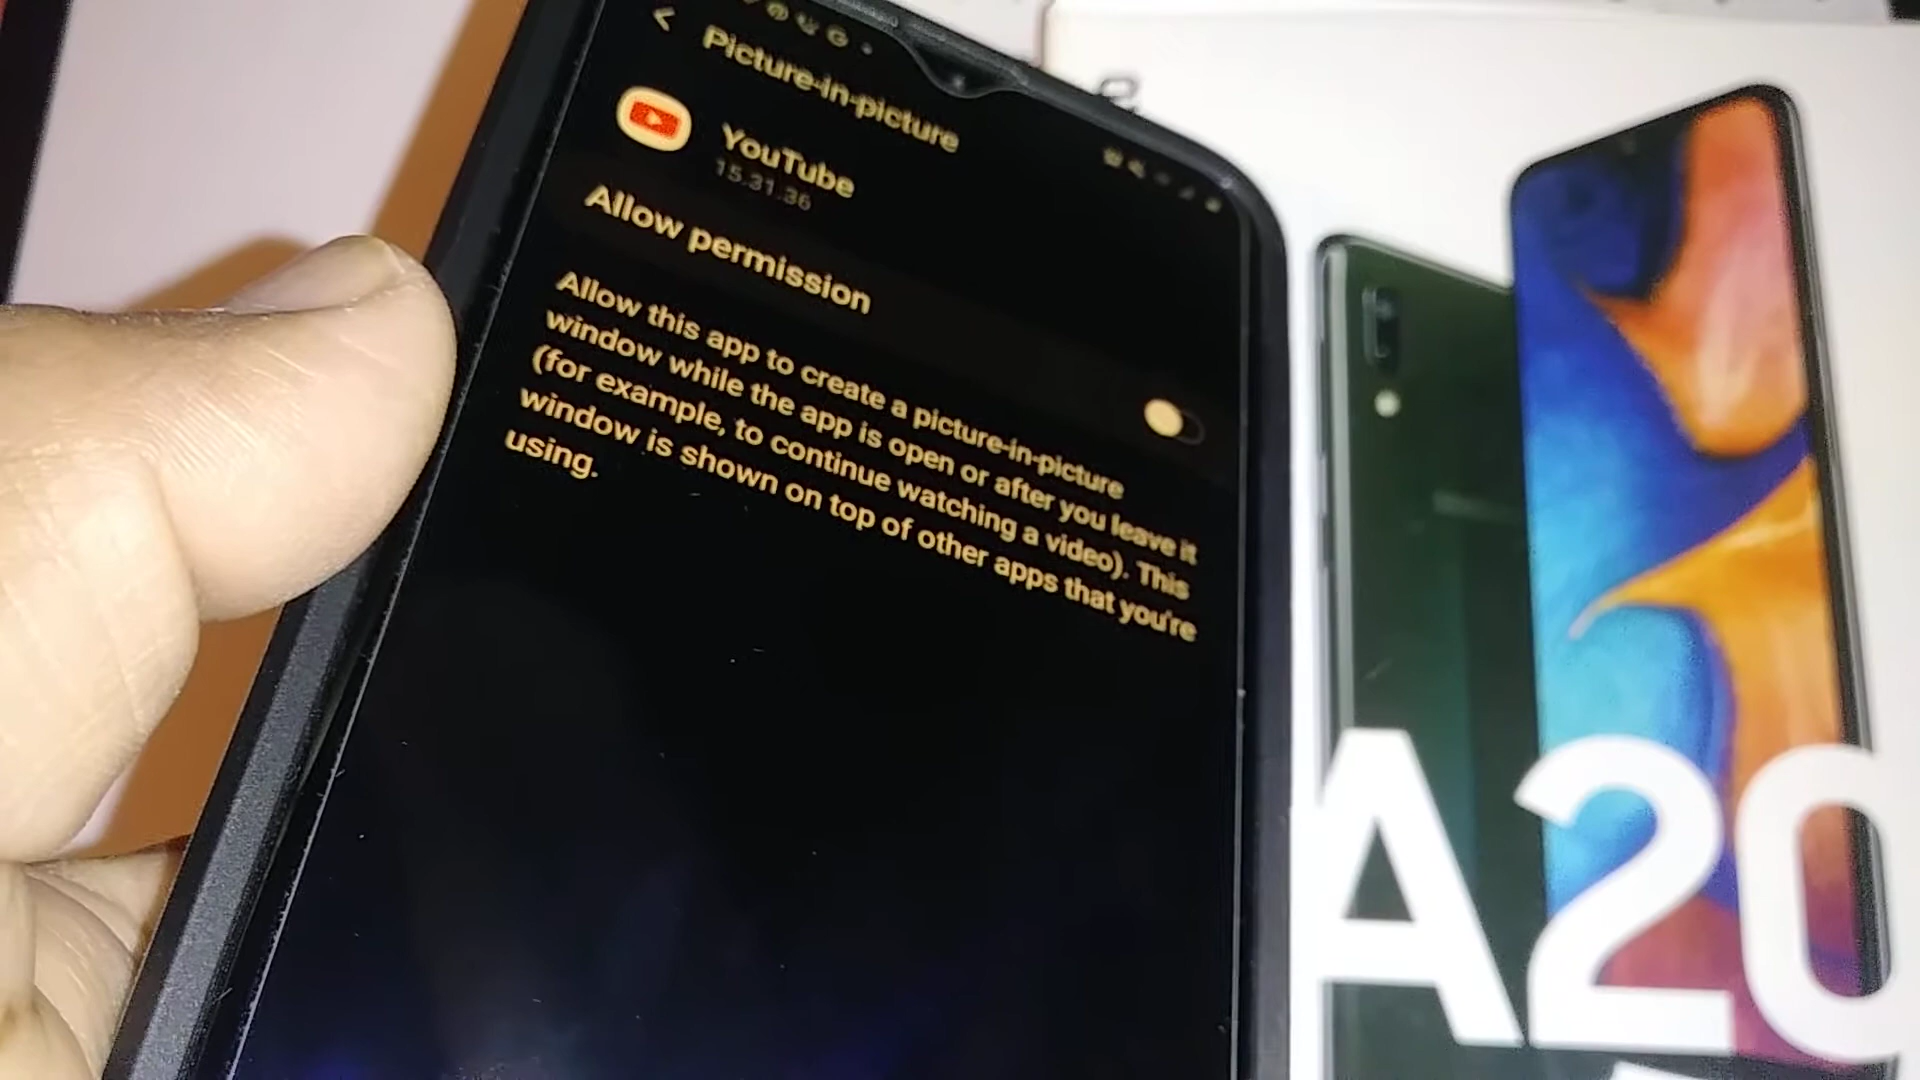 Picture-in-picture
YouTube
15.31.36
Allow permission
Allow this app to create a picture-in-picture
window while the app is open or after you leave it
(for example, to continue watching a video). This
window is shown on top of other apps that you're
using.
A20